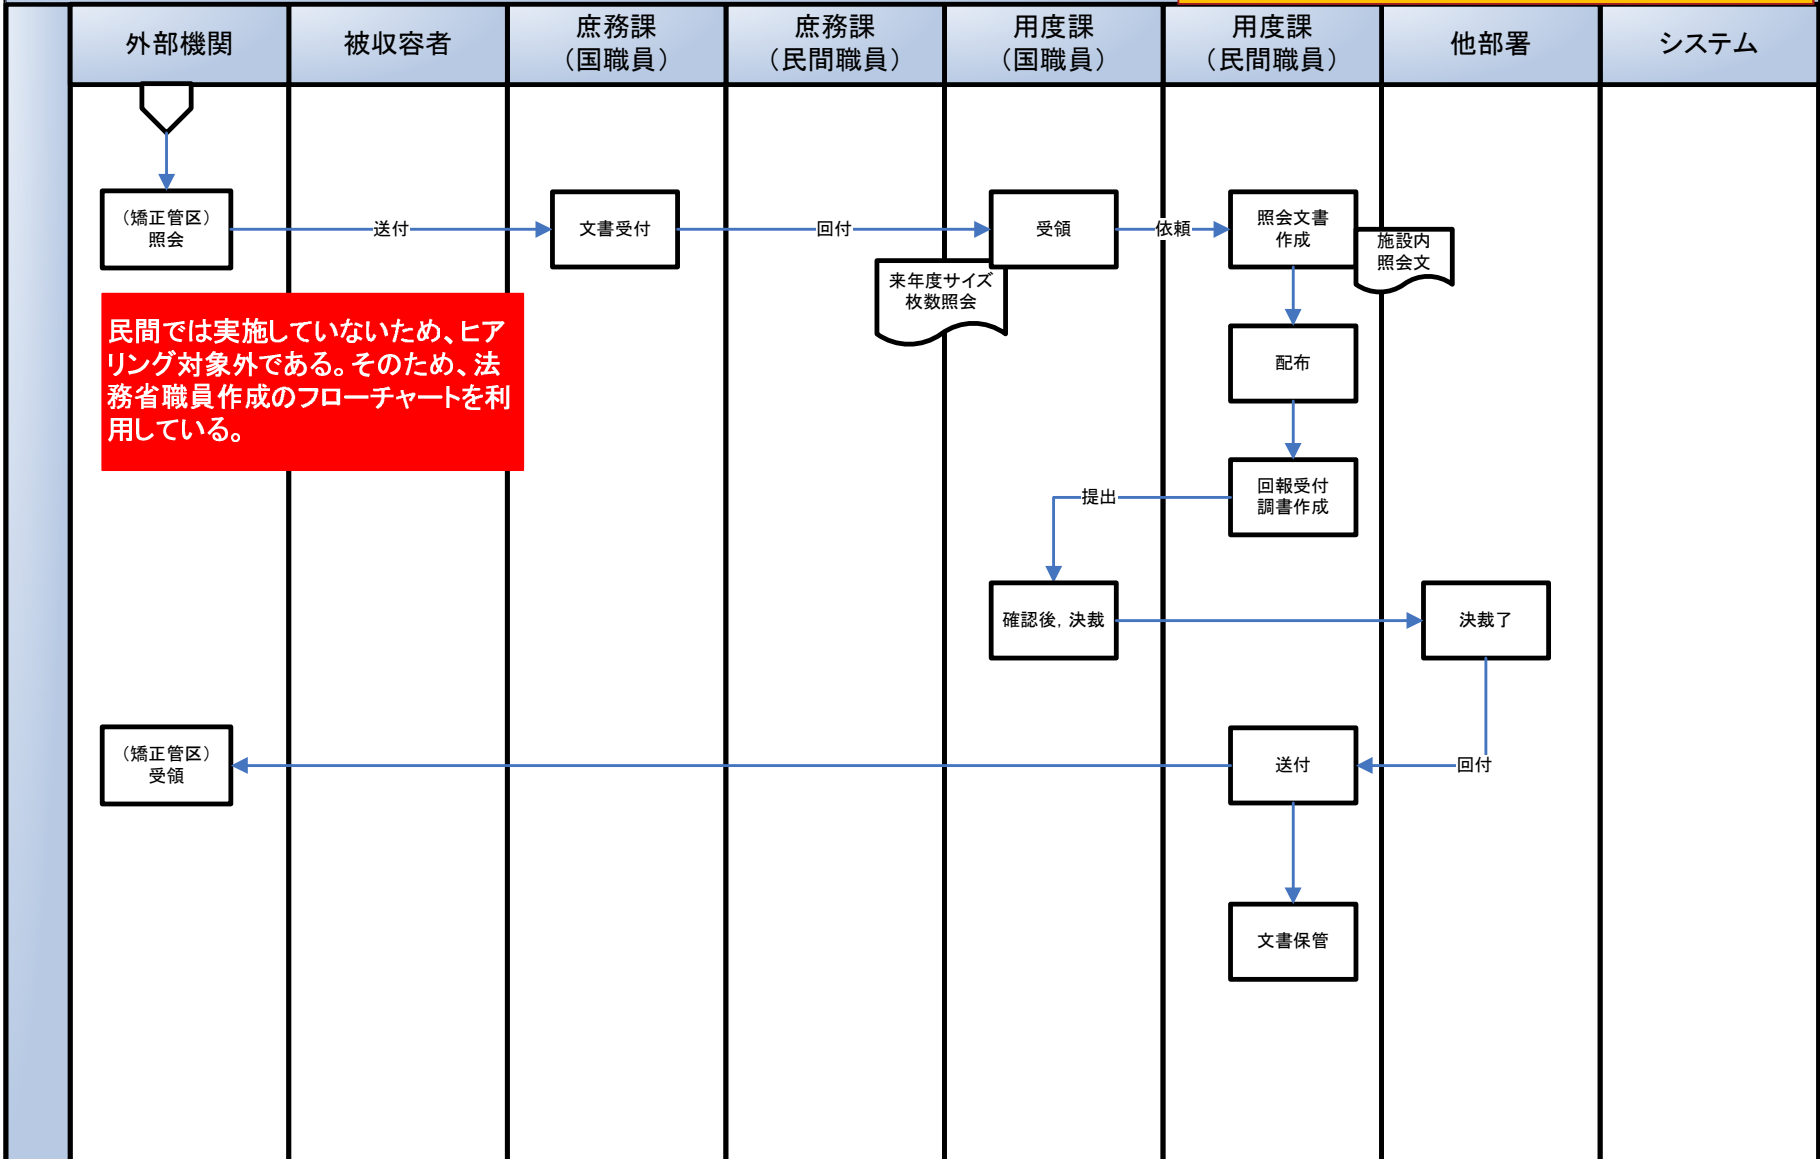 外部機関
被収容者
庶務課
（国職員）
庶務課
（民間職員）
用度課
（国職員）
用度課
（民間職員）
他部署
システム
（矯正管区）
照会
送付
文書受付
回付
受領
依頼
照会文書
作成
施設内
照会文
来年度サイズ
枚数照会
民間では実施していないため、ヒア
リング対象外である。そのため、法
務省職員作成のフローチャートを利
用している。
配布
回報受付
調書作成
提出
確認後，決裁
決裁了
（矯正管区）
受領
送付
回付
文書保管